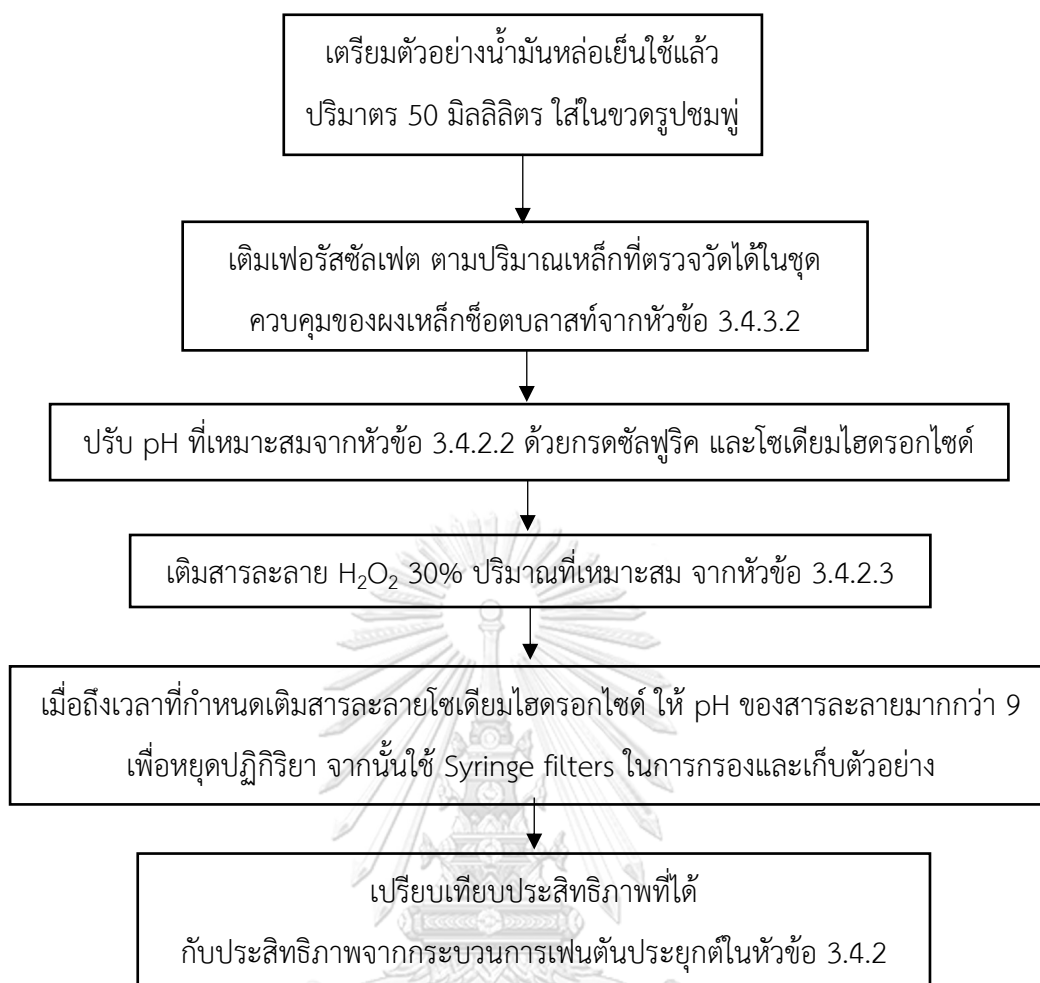 เตรียมตัวอย่างน้ำมันหล่อเย็นใช้แล้ว
ปริมาตร 50 มิลลิลิตร ใส่ในขวดรูปชมพู่
เติมเฟอรัสซัลเฟต ตามปริมาณเหล็กที่ตรวจวัดได้ในชุด
ควบคุมของผงเหล็กช็อตบลาสท์จากหัวข้อ 3.4.3.2
ปรับ pH ที่เหมาะสมจากหัวข้อ 3.4.2.2 ด้วยกรดซัลฟูริค และโซเดียมไฮดรอกไซด์
เติมสารละลาย H₂O₂ 30% ปริมาณที่เหมาะสม จากหัวข้อ 3.4.2.3
เมื่อถึงเวลาที่กำหนดเติมสารละลายโซเดียมไฮดรอกไซด์ ให้ pH ของสารละลายมากกว่า 9
เพื่อหยุดปฏิกิริยา จากนั้นใช้ Syringe filters ในการกรองและเก็บตัวอย่าง
เปรียบเทียบประสิทธิภาพที่ได้
กับประสิทธิภาพจากกระบวนการเฟนตันประยุกต์ในหัวข้อ 3.4.2